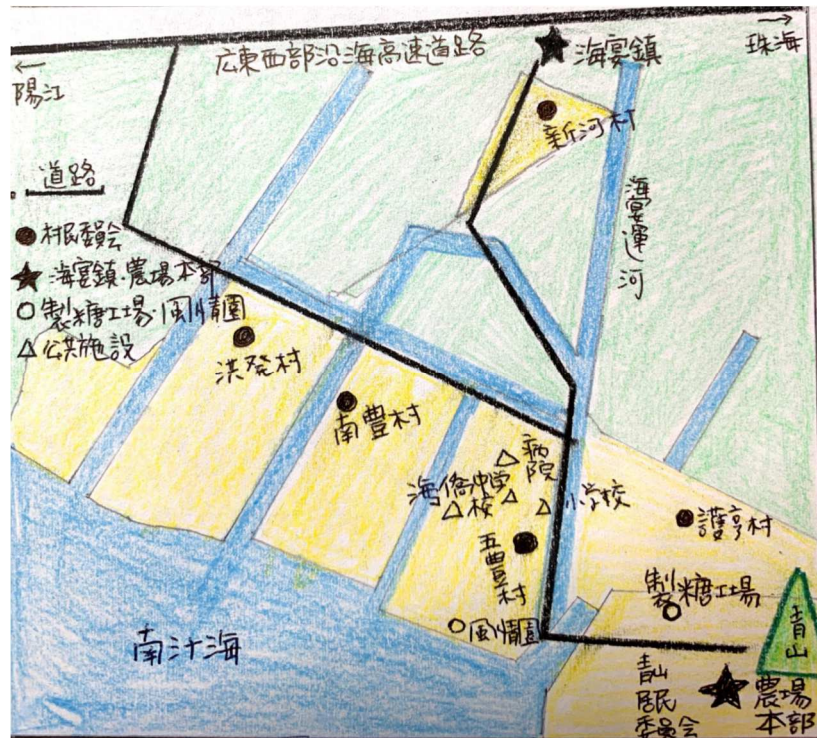 広東西部沿海高速道路
←
陽江
→
珠海
海宴鎮
新河村
道路
村民委員会
海宴鎮·農場本部
製糖工場·風情園
公共施設
海宴運河
洪発村
南豊村
病院
海僑中学校
小学校
五豊村
護亨村
製糖工場
風情園
南汁海
青山
青山居民委員会
農場本部